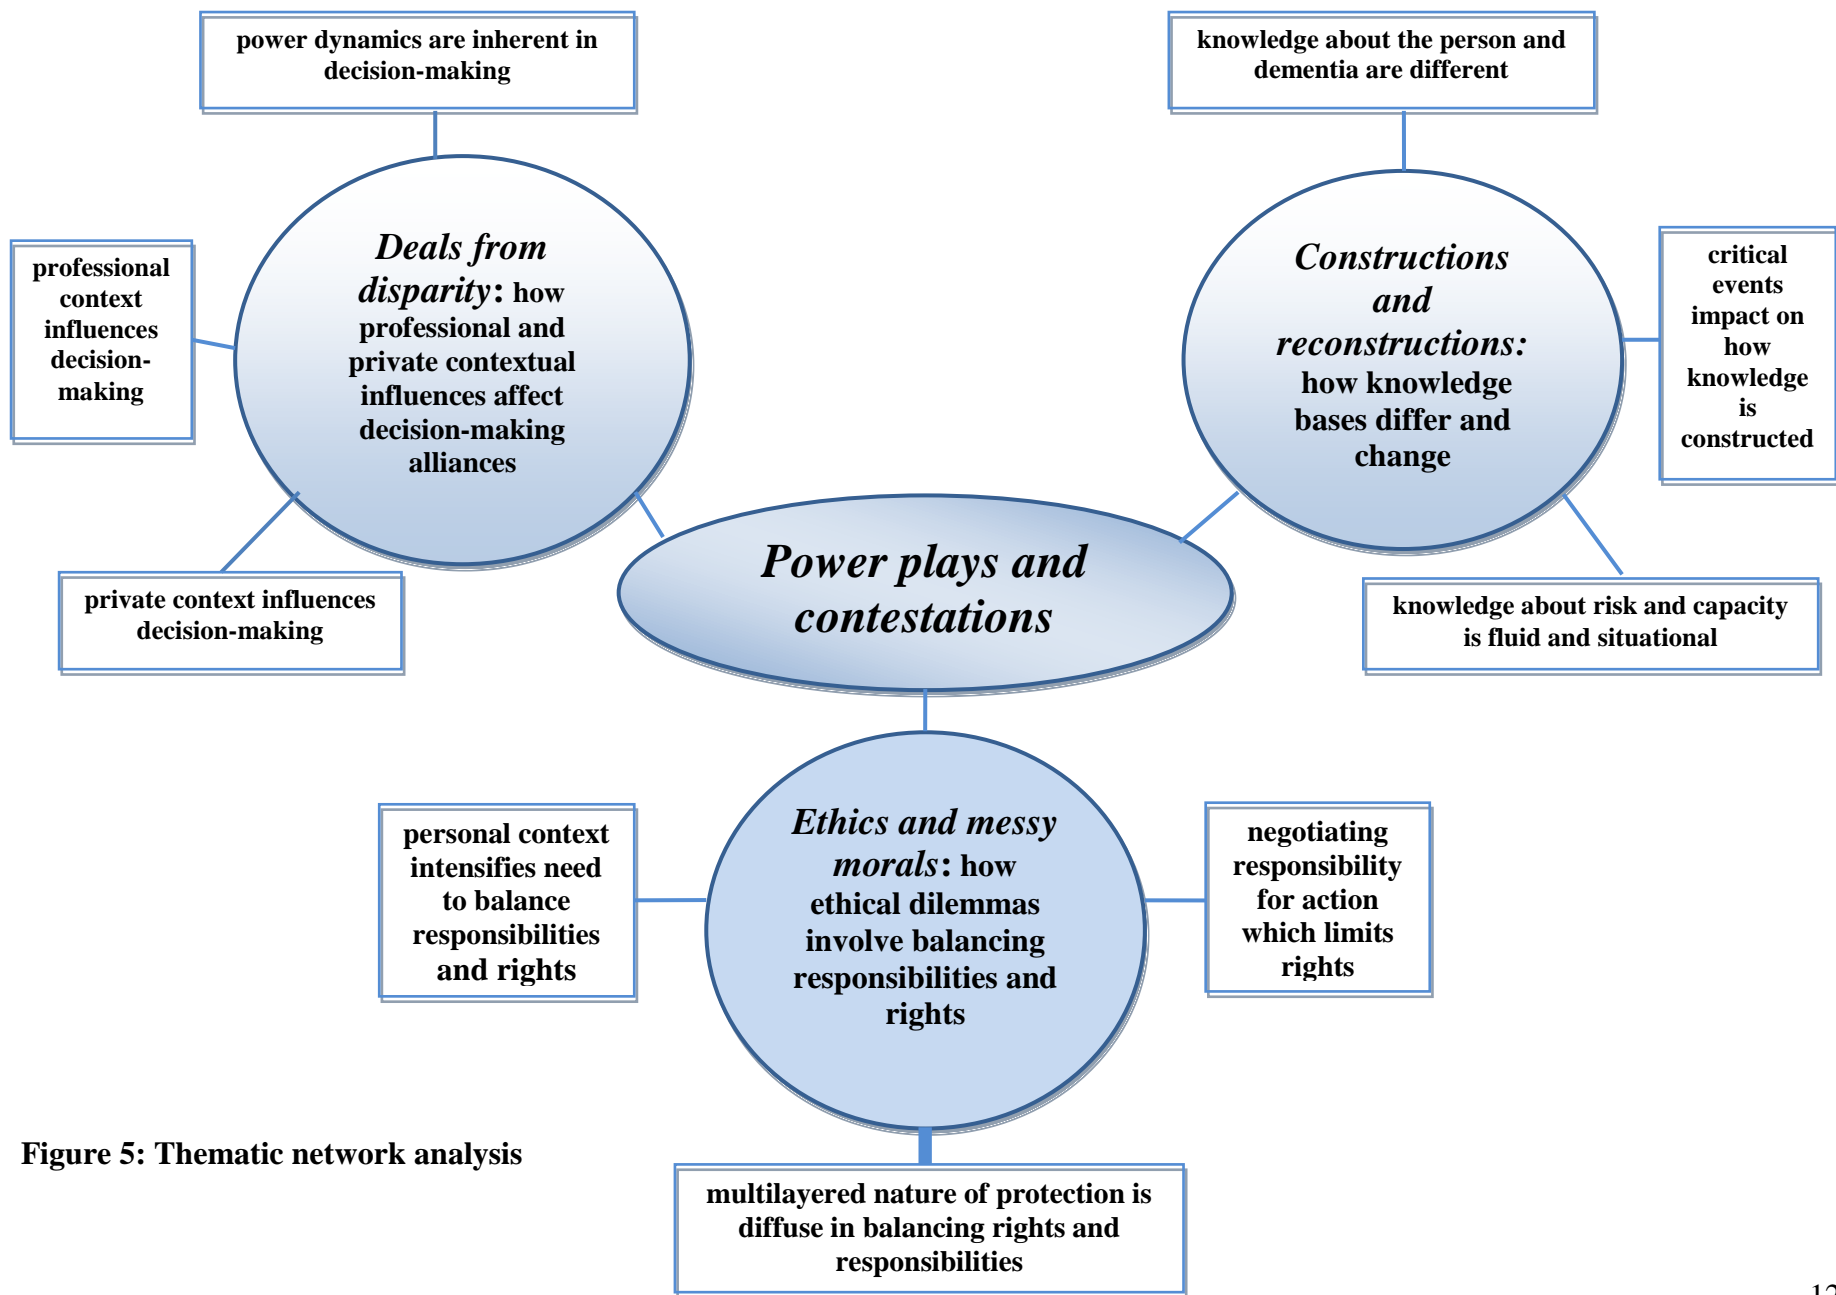 power dynamics are inherent in
decision-making
knowledge about the person and
dementia are different
professional
context
influences
decision-
making
Deals from
disparity: how
professional and
private contextual
influences affect
decision-making
alliances
Constructions
and
reconstructions:
how knowledge
bases differ and
change
critical
events
impact on
how
knowledge
is
constructed
private context influences
decision-making
Power plays and
contestations
knowledge about risk and capacity
is fluid and situational
personal context
intensifies need
to balance
responsibilities
and rights
Ethics and messy
morals: how
ethical dilemmas
involve balancing
responsibilities and
rights
negotiating
responsibility
for action
which limits
rights
Figure 5: Thematic network analysis
multilayered nature of protection is
diffuse in balancing rights and
responsibilities